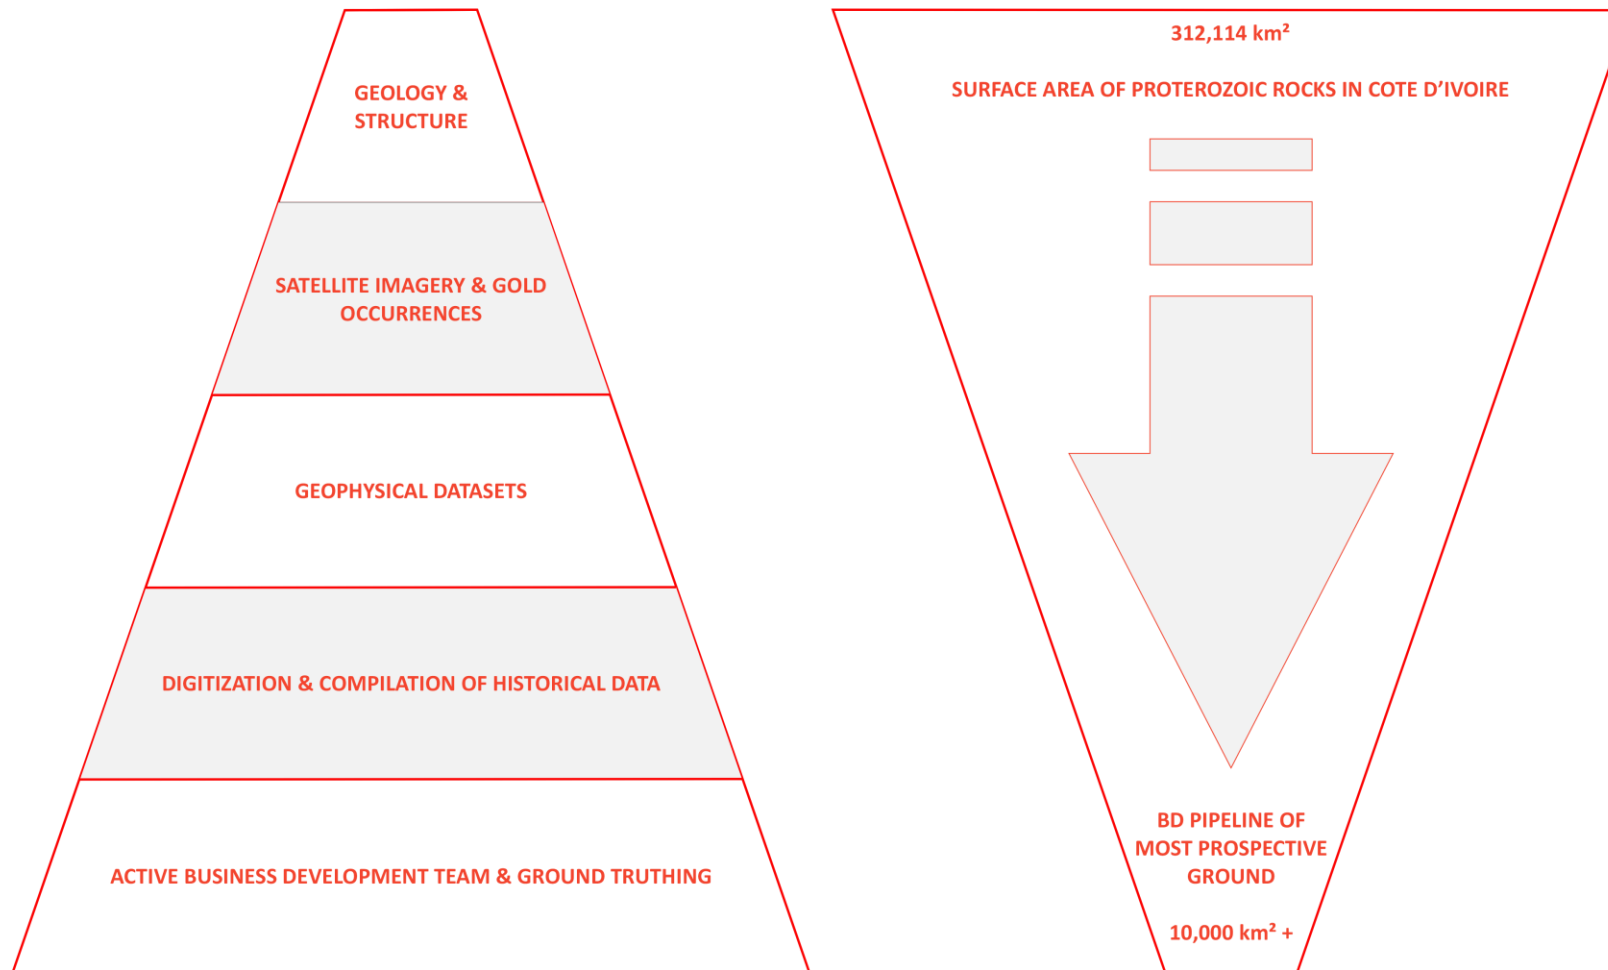 GEOLOGY &
STRUCTURE
SATELLITE IMAGERY & GOLD
OCCURRENCES
GEOPHYSICAL DATASETS
DIGITIZATION & COMPILATION OF HISTORICAL DATA
ACTIVE BUSINESS DEVELOPMENT TEAM & GROUND TRUTHING
312,114 km²
SURFACE AREA OF PROTEROZOIC ROCKS IN COTE D’IVOIRE
BD PIPELINE OF
MOST PROSPECTIVE
GROUND
10,000 km² +